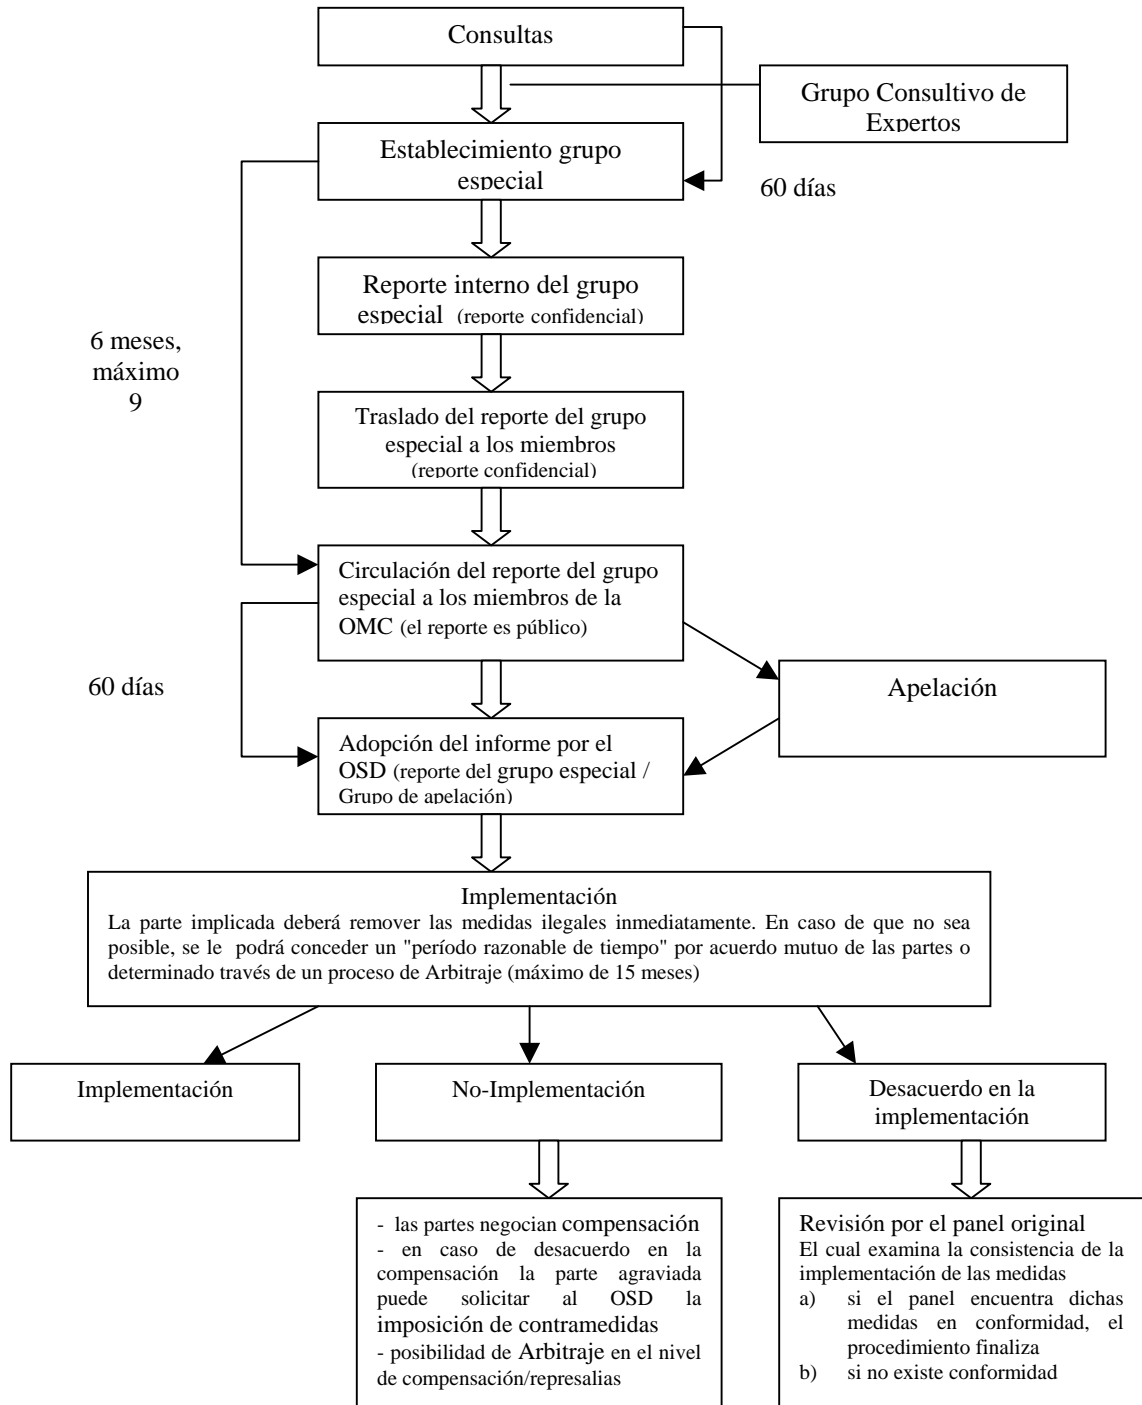 Consultas
Grupo Consultivo de
Expertos
Establecimiento grupo
especial
60 días
Reporte interno del grupo
especial (reporte confidencial)
6 meses,
máximo
9
Traslado del reporte del grupo
especial a los miembros
(reporte confidencial)
Circulación del reporte del grupo
especial a los miembros de la
OMC (el reporte es público)
60 días
Apelación
Adopción del informe por el
OSD (reporte del grupo especial /
Grupo de apelación)
Implementación
La parte implicada deberá remover las medidas ilegales inmediatamente. En caso de que no sea
posible, se le podrá conceder un "período razonable de tiempo" por acuerdo mutuo de las partes o
determinado través de un proceso de Arbitraje (máximo de 15 meses)
Implementación
No-Implementación
Desacuerdo en la
implementación
- las partes negocian compensación
- en caso de desacuerdo en la
compensación la parte agraviada
puede solicitar al OSD la
imposición de contramedidas
- posibilidad de Arbitraje en el nivel
de compensación/represalias
Revisión por el panel original
El cual examina la consistencia de la
implementación de las medidas
a) si el panel encuentra dichas
medidas en conformidad, el
procedimiento finaliza
b) si no existe conformidad